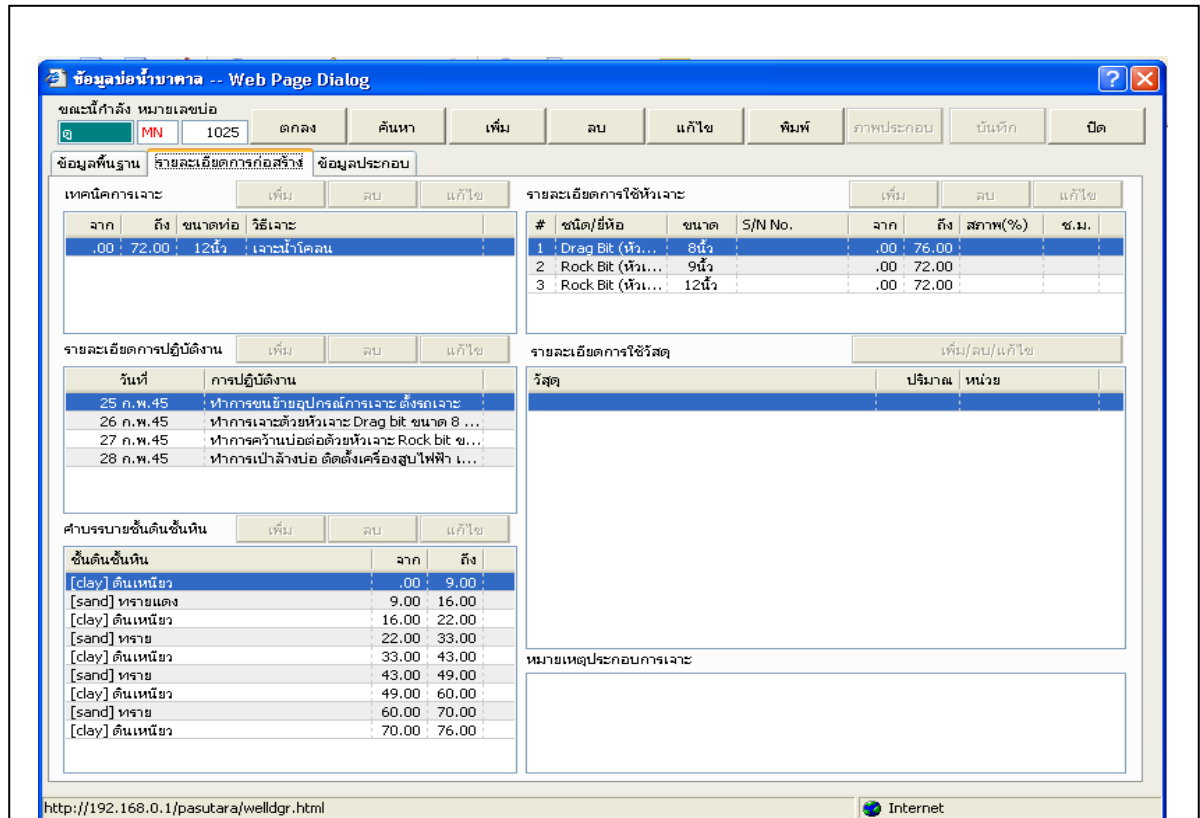 ข้อมูลบ่อน้ำบาดาล -- Web Page Dialog
ขณะนี้กำลัง หมายเลขบ่อ
ดู MN 1025 ตกลง ค้นหา เพิ่ม ลบ แก้ไข พิมพ์ ภาพประกอบ บันทึก ปิด
ข้อมูลพื้นฐาน รายละเอียดการก่อสร้าง ข้อมูลประกอบ
เทคนิคการเจาะ เพิ่ม ลบ แก้ไข
จาก ถึง ขนาดท่อ วิธีเจาะ
.00 72.00 12นิ้ว เจาะน้ำโคลน
รายละเอียดการใช้หัวเจาะ เพิ่ม ลบ แก้ไข
# ชนิด/ยี่ห้อ ขนาด S/N No. จาก ถึง สภาพ(%) ช.ม.
1 Drag Bit (หัว... 8นิ้ว .00 76.00
2 Rock Bit (หัวเ... 9นิ้ว .00 72.00
3 Rock Bit (หัวเ... 12นิ้ว .00 72.00
รายละเอียดการปฏิบัติงาน เพิ่ม ลบ แก้ไข
วันที่ การปฏิบัติงาน
25 ก.พ.45 ทำการขนย้ายอุปกรณ์การเจาะ ตั้งรถเจาะ
26 ก.พ.45 ทำการเจาะด้วยหัวเจาะ Drag bit ขนาด 8 ...
27 ก.พ.45 ทำการคว้านบ่อต่อด้วยหัวเจาะ Rock bit ข...
28 ก.พ.45 ทำการเป่าล้างบ่อ ติดตั้งเครื่องสูบไฟฟ้า เ...
รายละเอียดการใช้วัสดุ เพิ่ม/ลบ/แก้ไข
วัสดุ ปริมาณ หน่วย
คำบรรบายชั้นดินชั้นหิน เพิ่ม ลบ แก้ไข
ชั้นดินชั้นหิน จาก ถึง
[clay] ดินเหนียว .00 9.00
[sand] ทรายแดง 9.00 16.00
[clay] ดินเหนียว 16.00 22.00
[sand] ทราย 22.00 33.00
[clay] ดินเหนียว 33.00 43.00
[sand] ทราย 43.00 49.00
[clay] ดินเหนียว 49.00 60.00
[sand] ทราย 60.00 70.00
[clay] ดินเหนียว 70.00 76.00
หมายเหตุประกอบการเจาะ
http://192.168.0.1/pasutara/welldgr.html Internet